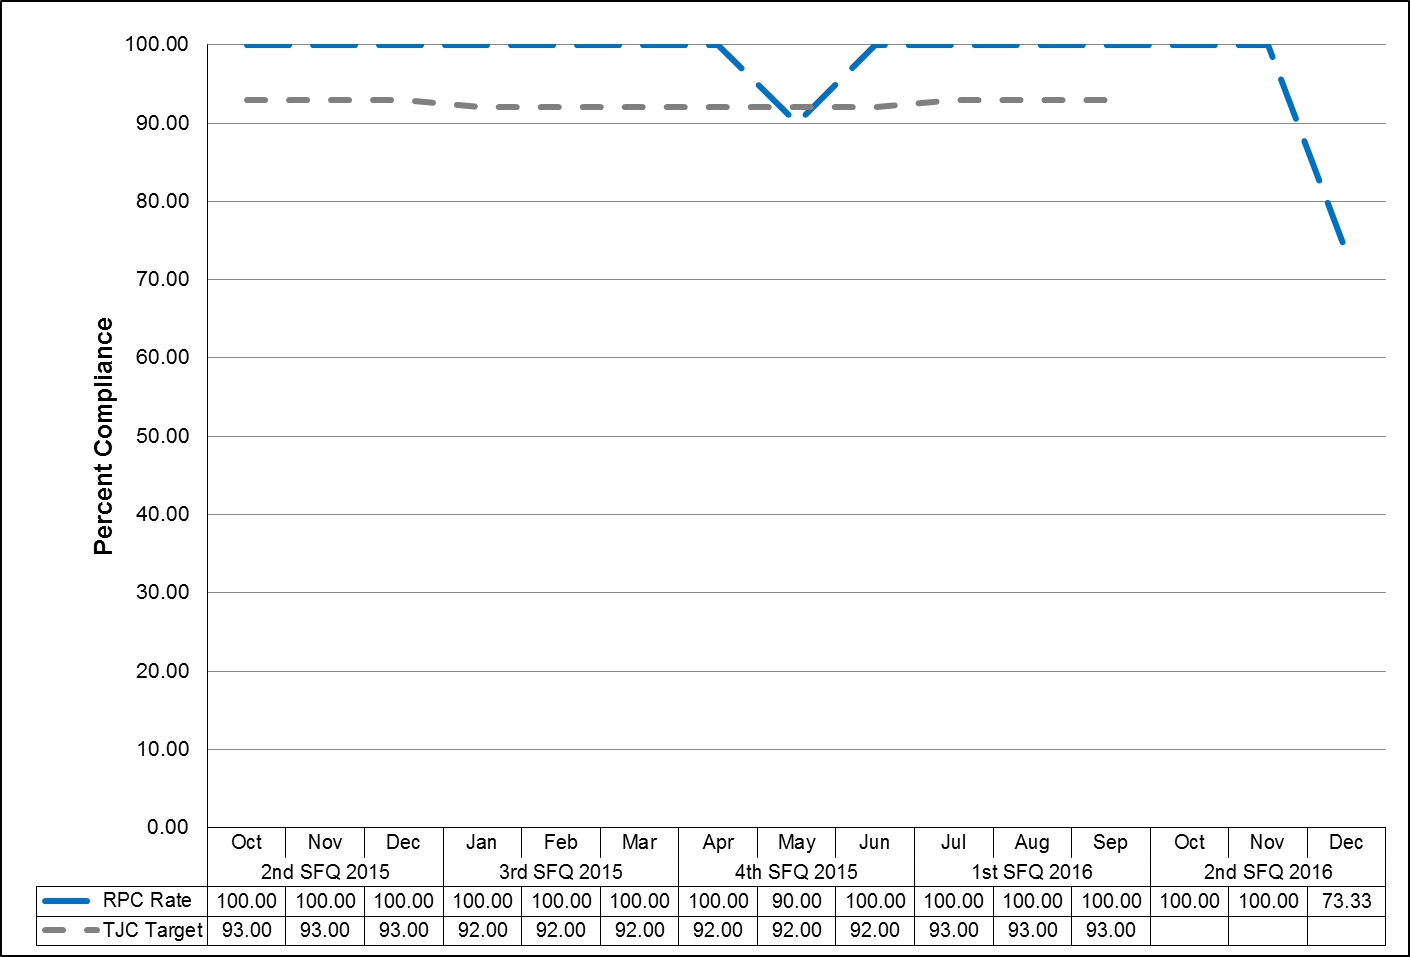 100.00
90.00
80.00
70.00
60.00
50.00
40.00
30.00
20.00
10.00
0.00
Percent Compliance
Oct Nov Dec Jan Feb Mar Apr May Jun Jul Aug Sep Oct Nov Dec
2nd SFQ 2015 3rd SFQ 2015 4th SFQ 2015 1st SFQ 2016 2nd SFQ 2016
RPC Rate 100.00 100.00 100.00 100.00 100.00 100.00 100.00 90.00 100.00 100.00 100.00 100.00 100.00 100.00 73.33
TJC Target 93.00 93.00 93.00 92.00 92.00 92.00 92.00 92.00 92.00 93.00 93.00 93.00